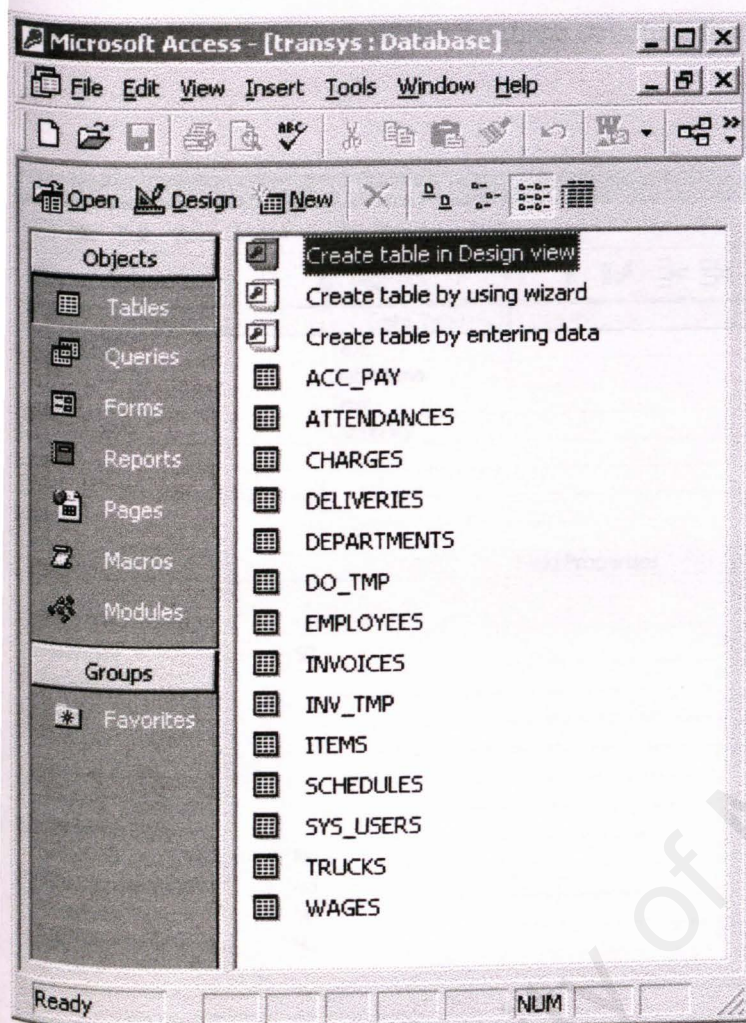 Microsoft Access - [transys : Database]
File Edit View Insert Tools Window Help
Open Design New
Objects
Tables
Queries
Forms
Reports
Pages
Macros
Modules
Groups
Favorites
Create table in Design view
Create table by using wizard
Create table by entering data
ACC_PAY
ATTENDANCES
CHARGES
DELIVERIES
DEPARTMENTS
DO_TMP
EMPLOYEES
INVOICES
INV_TMP
ITEMS
SCHEDULES
SYS_USERS
TRUCKS
WAGES
Ready NUM